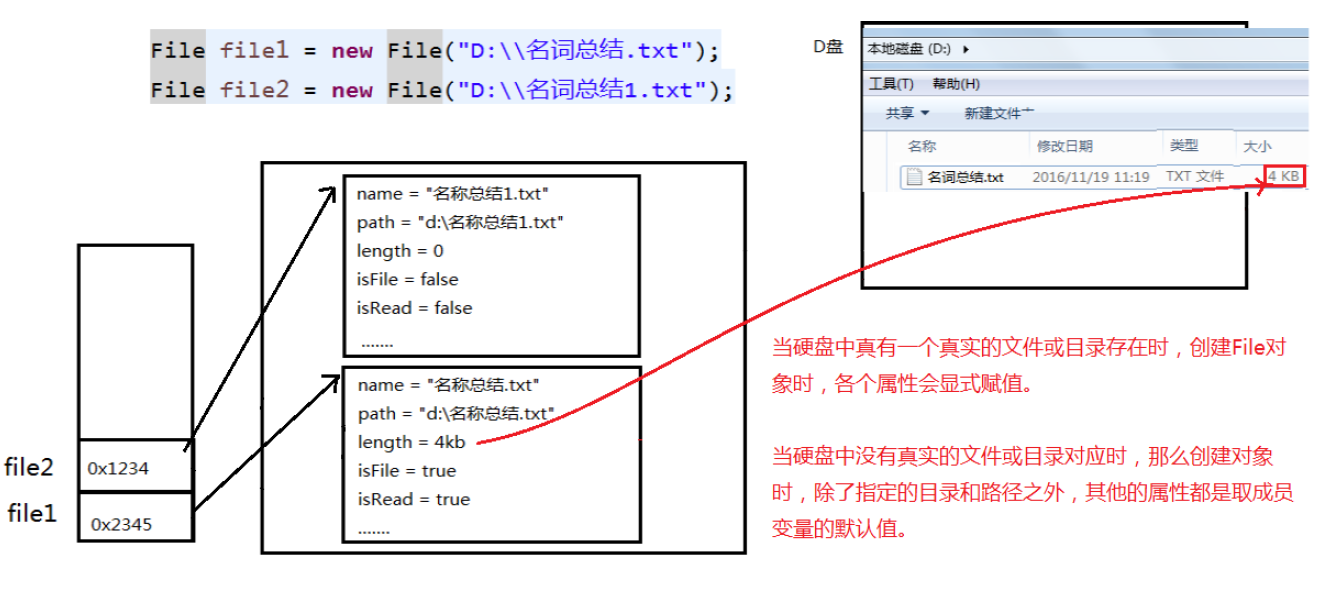 File file1 = new File("D:\\名词总结.txt");
File file2 = new File("D:\\名词总结1.txt");
D盘
本地磁盘 (D:)
工具(T) 帮助(H)
共享 新建文件
名称 修改日期 类型 大小
名词总结.txt 2016/11/19 11:19 TXT 文件 4 KB
name = "名称总结1.txt"
path = "d:\名称总结1.txt"
length = 0
isFile = false
isRead = false
.......
name = "名称总结.txt"
path = "d:\名称总结.txt"
length = 4kb
isFile = true
isRead = true
.......
file2 0x1234
file1 0x2345
当硬盘中真有一个真实的文件或目录存在时，创建File对
象时，各个属性会显式赋值。
当硬盘中没有真实的文件或目录对应时，那么创建对象
时，除了指定的目录和路径之外，其他的属性都是取成员
变量的默认值。